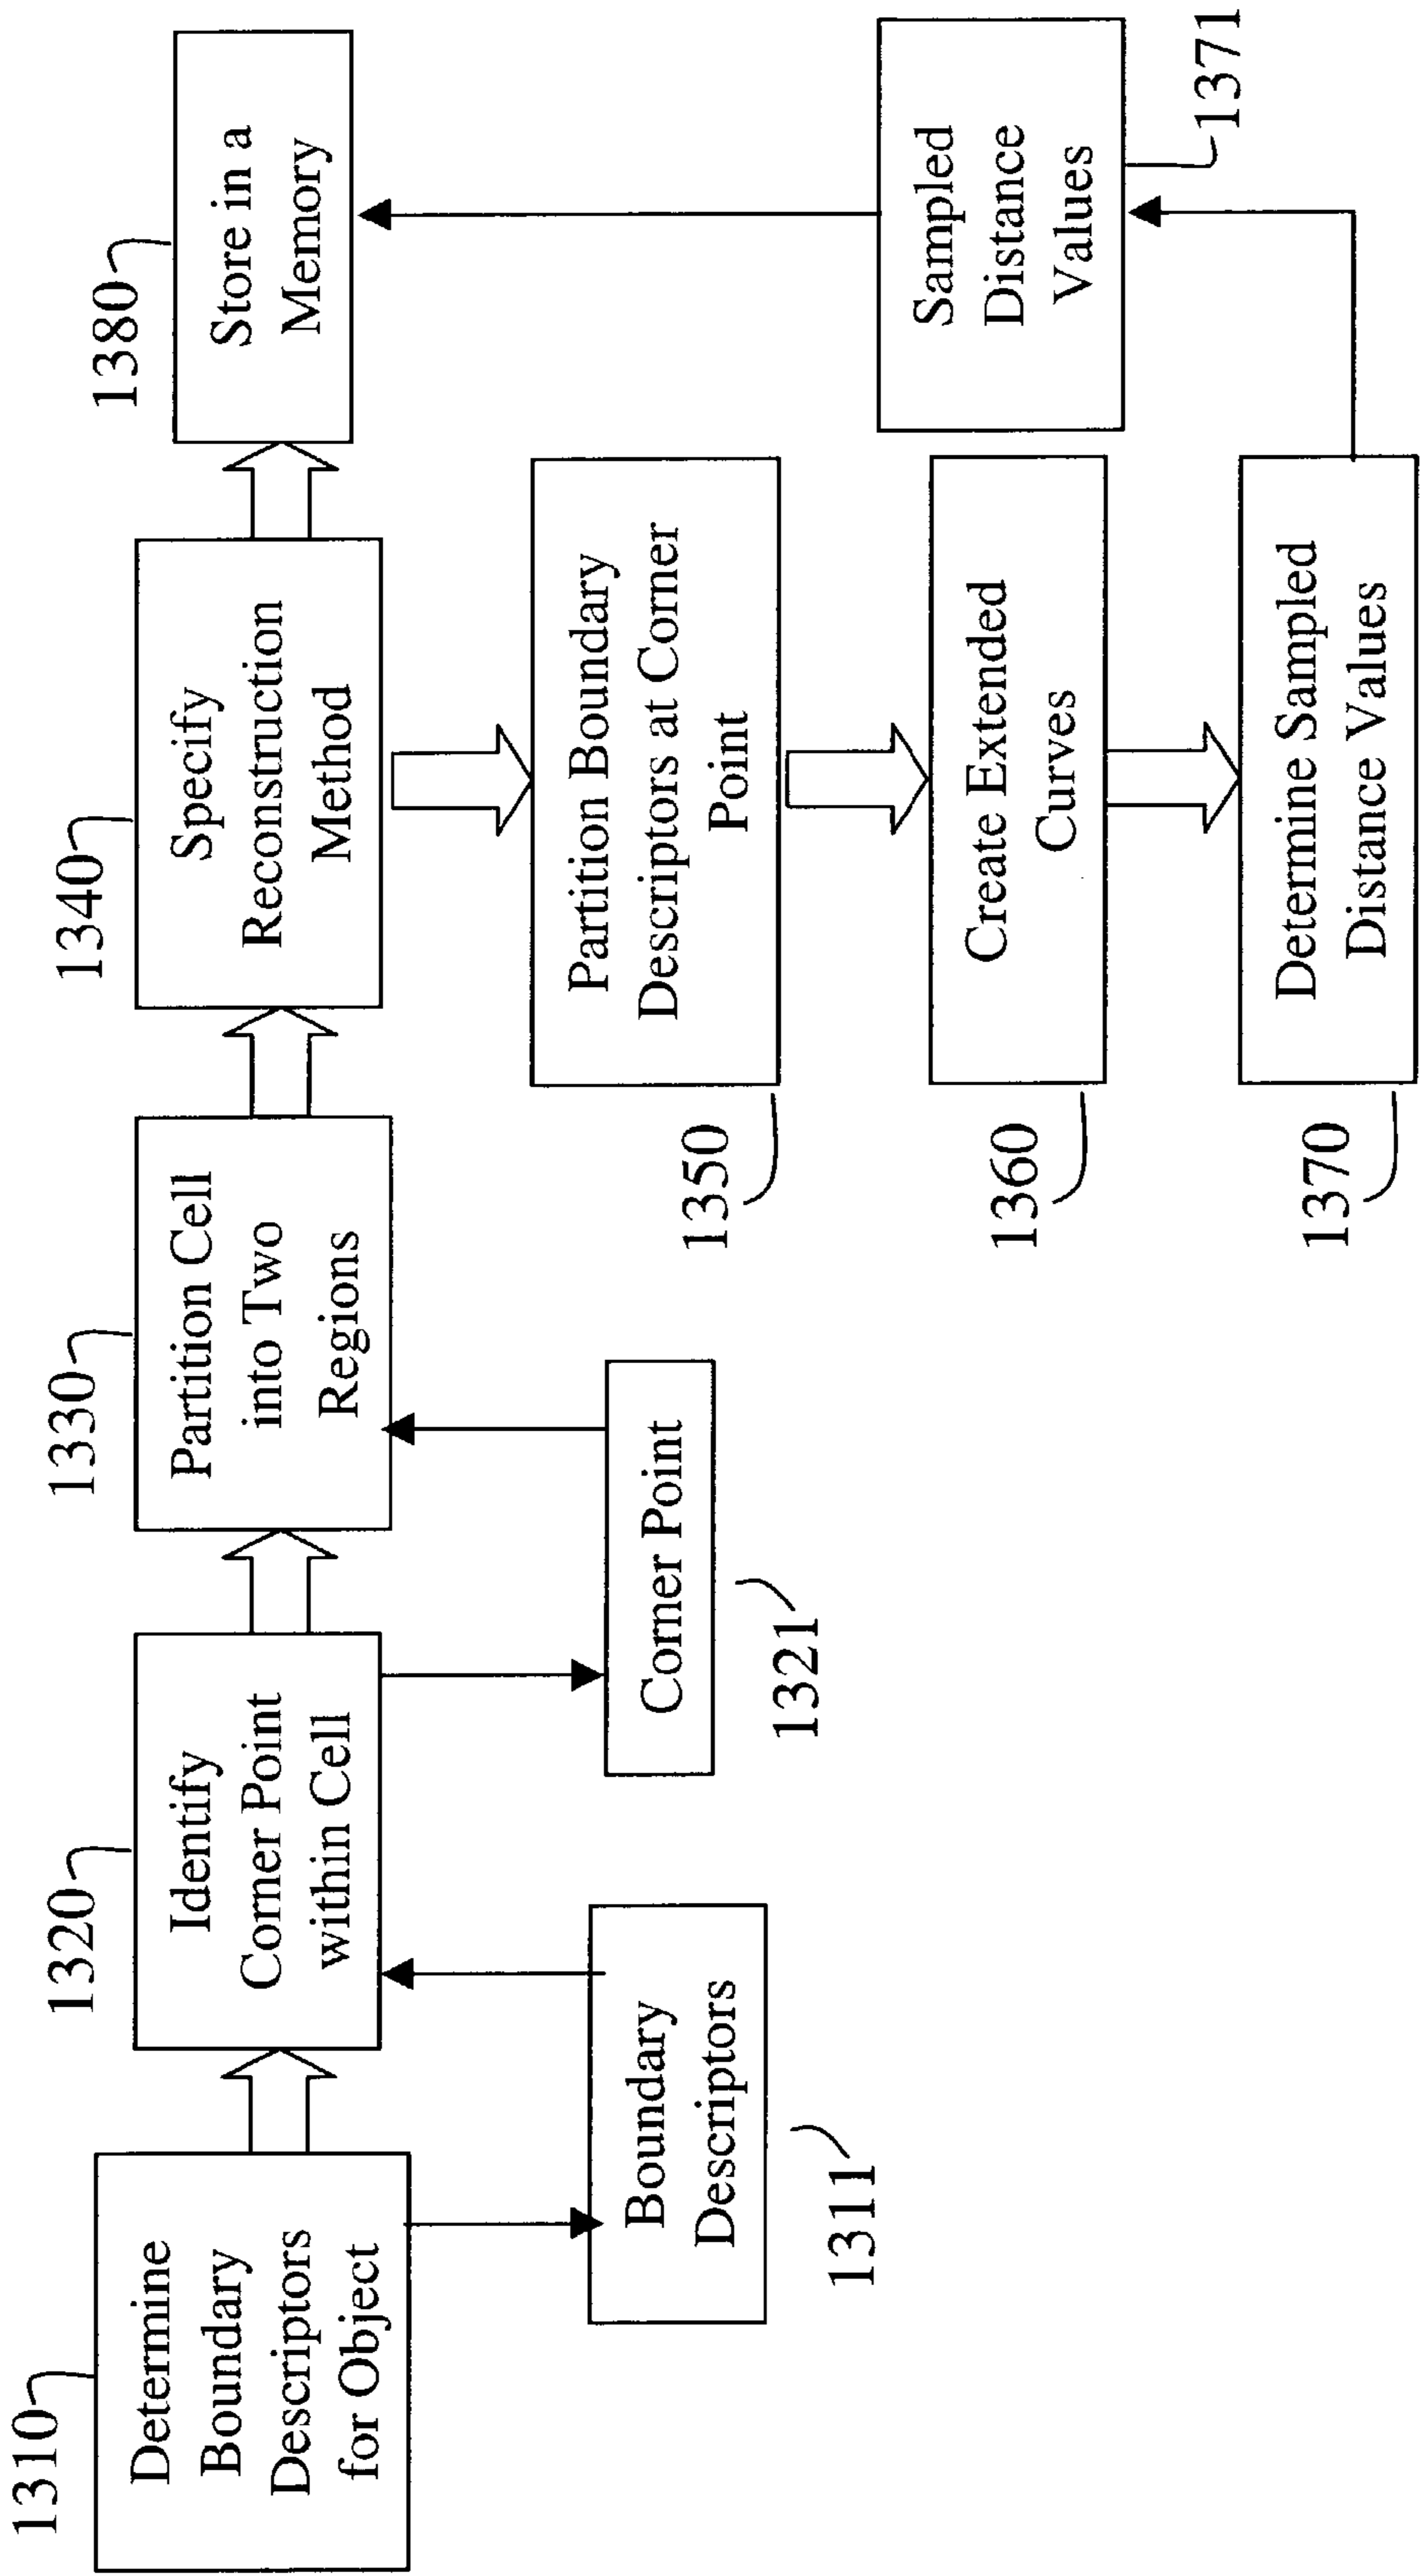 1310
Determine
Boundary
Descriptors
for Object
1320
Identify
Corner Point
within Cell
1330
Partition Cell
into Two
Regions
1340
Specify
Reconstruction
Method
1380
Store in a
Memory
Boundary
Descriptors
1311
Corner Point
1321
1350
Partition Boundary
Descriptors at Corner
Point
1360
Create Extended
Curves
1370
Determine Sampled
Distance Values
Sampled
Distance
Values
1371